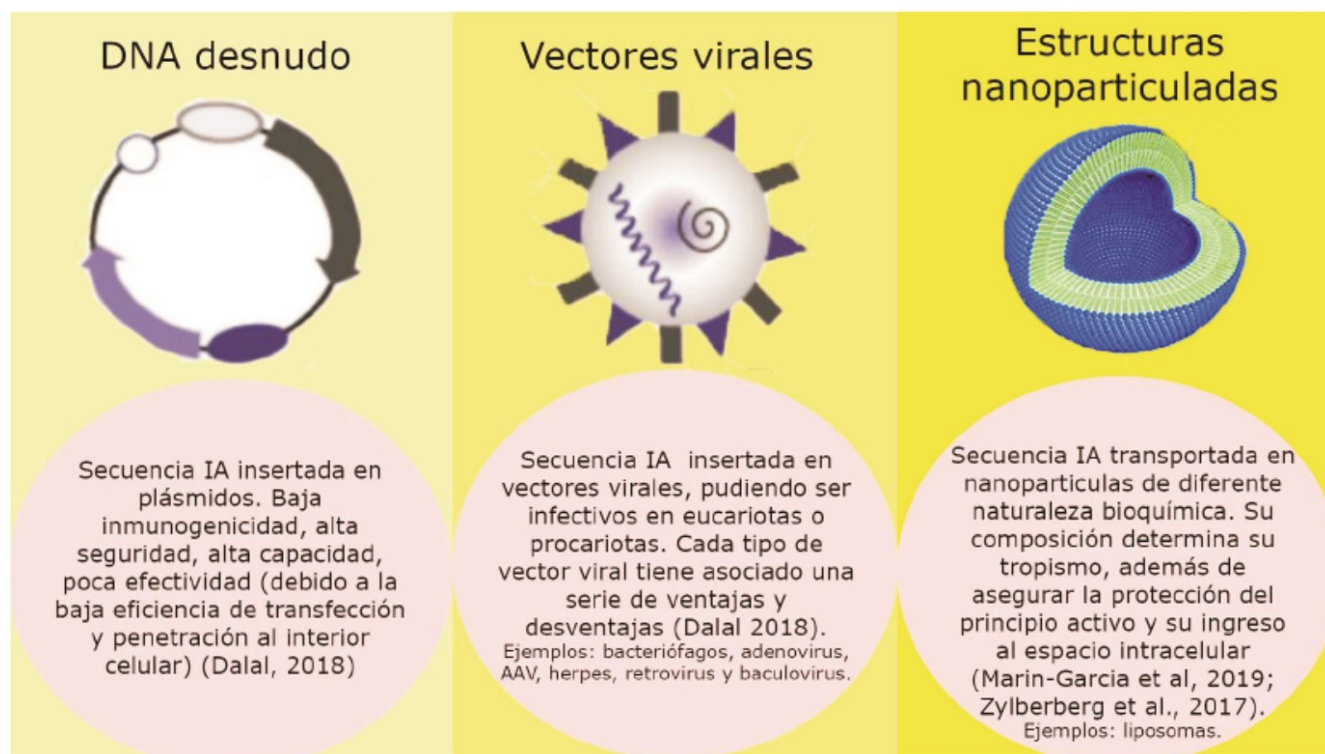 DNA desnudo
Secuencia IA insertada en
plásmidos. Baja
inmunogenicidad, alta
seguridad, alta capacidad,
poca efectividad (debido a la
baja eficiencia de transfección
y penetración al interior
celular) (Dalal, 2018)
Vectores virales
Secuencia IA insertada en
vectores virales, pudiendo ser
infectivos en eucariotas o
procariotas. Cada tipo de
vector viral tiene asociado una
serie de ventajas y
desventajas (Dalal 2018).
Ejemplos: bacteriófagos, adenovirus,
AAV, herpes, retrovirus y baculovirus.
Estructuras
nanoparticuladas
Secuencia IA transportada en
nanoparticulas de diferente
naturaleza bioquímica. Su
composición determina su
tropismo, además de
asegurar la protección del
principio activo y su ingreso
al espacio intracelular
(Marin-Garcia et al, 2019;
Zylberberg et al., 2017).
Ejemplos: liposomas.